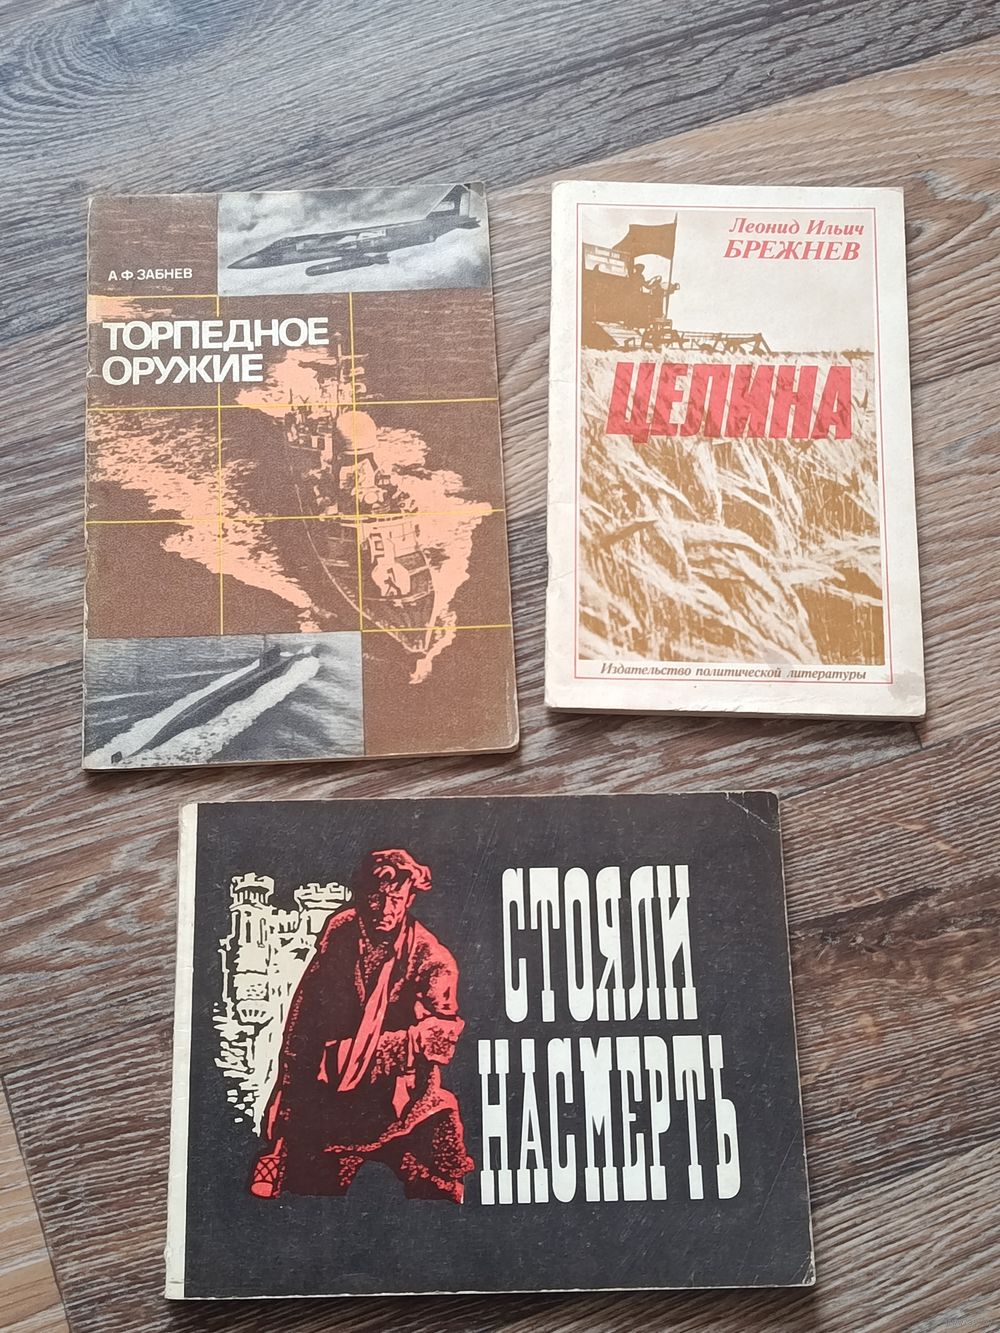 А.Ф. ЗАБНЕВ
ТОРПЕДНОЕ
ОРУЖИЕ
Леонид Ильич
БРЕЖНЕВ
ЦЕЛИНА
Издательство политической литературы
СТОЯЛИ
НАСМЕРТЬ